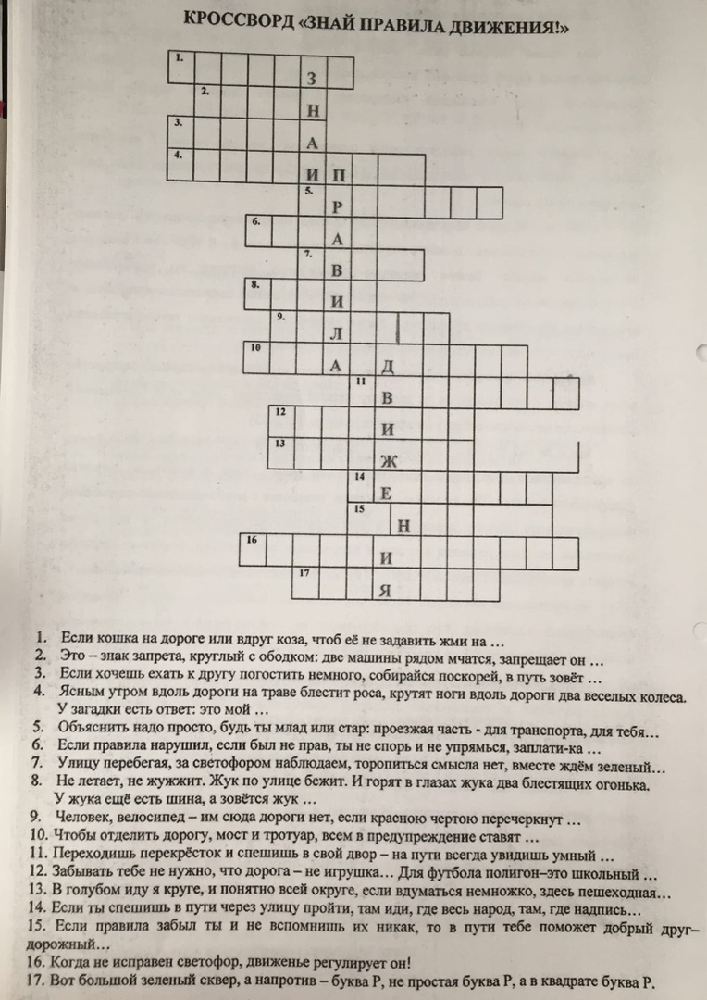 КРОССВОРД «ЗНАЙ ПРАВИЛА ДВИЖЕНИЯ!»
1.
З
2.
Н
3.
А
4.
И П
5.
Р
6.
А
7.
В
8.
И
9.
Л
10
А Д
11
В
12
И
13
Ж
14
Е
15
Н
16
И
17
Я
1. Если кошка на дороге или вдруг коза, чтоб её не задавить жми на …
2. Это – знак запрета, круглый с ободком: две машины рядом мчатся, запрещает он …
3. Если хочешь ехать к другу погостить немного, собирайся поскорей, в путь зовёт …
4. Ясным утром вдоль дороги на траве блестит роса, крутят ноги вдоль дороги два веселых колеса.
У загадки есть ответ: это мой …
5. Объяснить надо просто, будь ты млад или стар: проезжая часть - для транспорта, для тебя…
6. Если правила нарушил, если был не прав, ты не спорь и не упрямься, заплати-ка …
7. Улицу перебегая, за светофором наблюдаем, торопиться смысла нет, вместе ждём зеленый…
8. Не летает, не жужжит. Жук по улице бежит. И горят в глазах жука два блестящих огонька.
У жука ещё есть шина, а зовётся жук …
9. Человек, велосипед – им сюда дороги нет, если красною чертою перечеркнут …
10. Чтобы отделить дорогу, мост и тротуар, всем в предупреждение ставят …
11. Переходишь перекрёсток и спешишь в свой двор – на пути всегда увидишь умный …
12. Забывать тебе не нужно, что дорога – не игрушка… Для футбола полигон–это школьный …
13. В голубом иду я круге, и понятно всей округе, если вдуматься немножко, здесь пешеходная…
14. Если ты спешишь в пути через улицу пройти, там иди, где весь народ, там, где надпись…
15. Если правила забыл ты и не вспомнишь их никак, то в пути тебе поможет добрый друг–
дорожный…
16. Когда не исправен светофор, движенье регулирует он!
17. Вот большой зеленый сквер, а напротив – буква Р, не простая буква Р, а в квадрате буква Р.